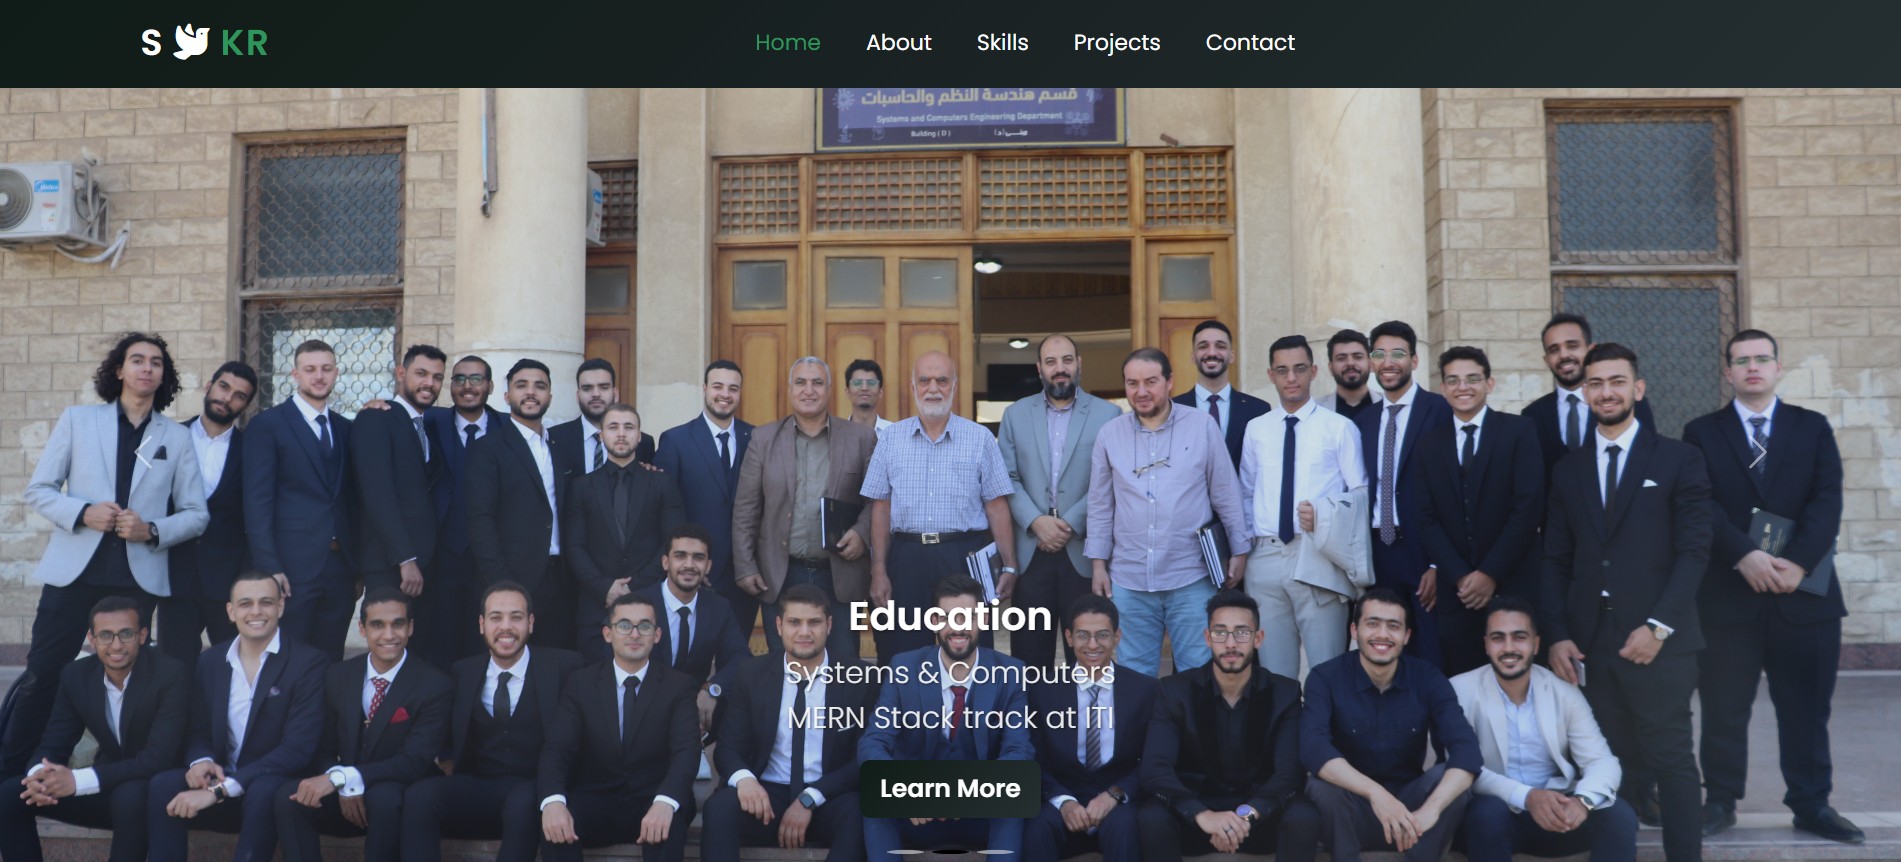 S KR
Home About Skills Projects Contact
قسم هندسة النظم والحاسبات
Systems and Computers Engineering Department
Building ( D )
مبنى (د)
Education
Systems & Computers
MERN Stack track at ITI
Learn More